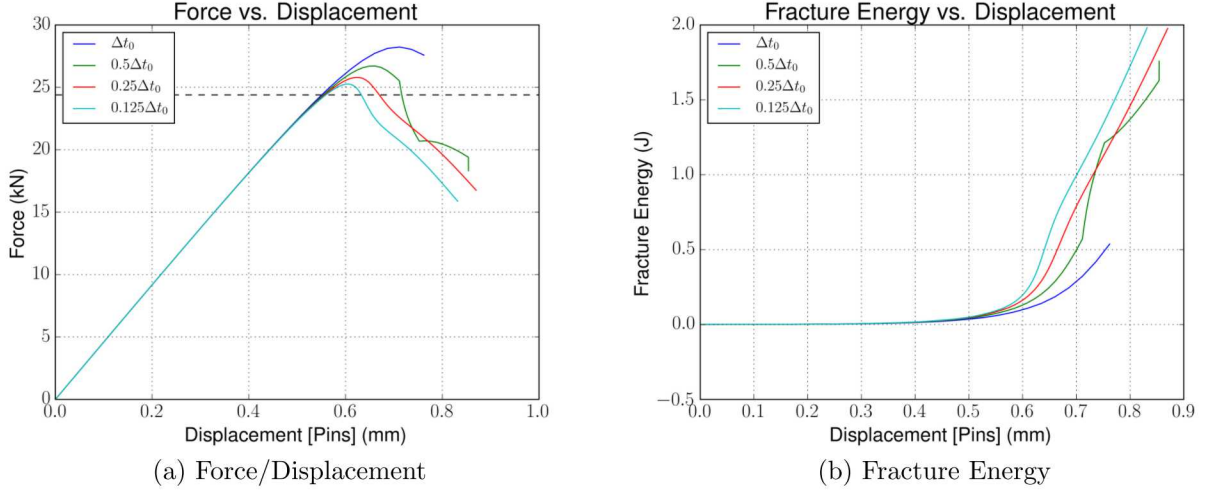 Force vs. Displacement
30
25
20
15
10
5
0
0.0 0.2 0.4 0.6 0.8 1.0
Force (kN)
Displacement [Pins] (mm)
Δt₀
0.5Δt₀
0.25Δt₀
0.125Δt₀
(a) Force/Displacement
Fracture Energy vs. Displacement
2.0
1.5
1.0
0.5
0.0
−0.5
0.0 0.1 0.2 0.3 0.4 0.5 0.6 0.7 0.8 0.9
Fracture Energy (J)
Displacement [Pins] (mm)
Δt₀
0.5Δt₀
0.25Δt₀
0.125Δt₀
(b) Fracture Energy